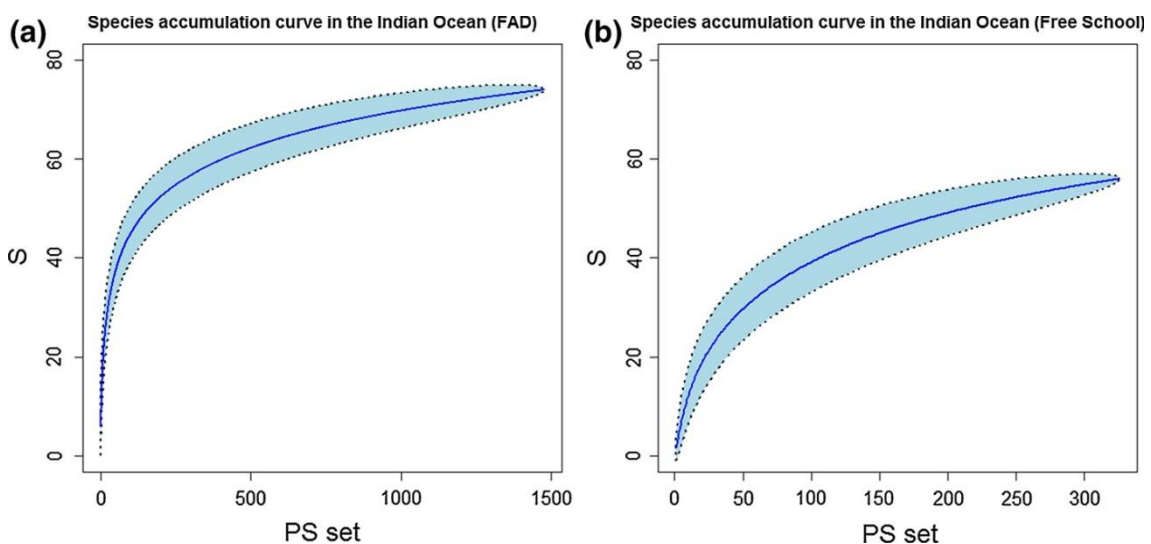 (a) Species accumulation curve in the Indian Ocean (FAD)
80
60
40
20
0
S
0 500 1000 1500
PS set
(b) Species accumulation curve in the Indian Ocean (Free School)
80
60
40
20
0
S
0 50 100 150 200 250 300
PS set